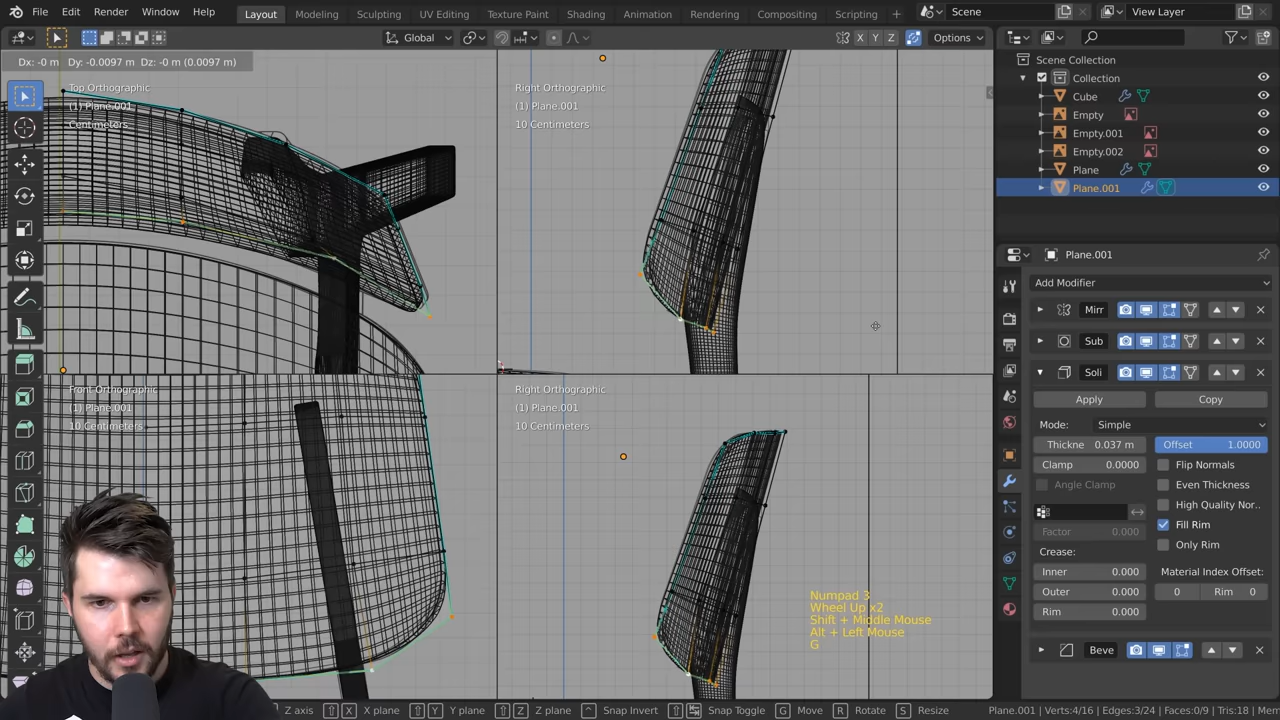 File Edit Render Window Help Layout Modeling Sculpting UV Editing Texture Paint Shading Animation Rendering Compositing Scripting + Scene View Layer
Global X Y Z Options
Dx: -0 m Dy: -0.0097 m Dz: -0 m (0.0097 m)
Top Orthographic
(1) Plane.001
Centimeters
Right Orthographic
(1) Plane.001
10 Centimeters
Front Orthographic
(1) Plane.001
10 Centimeters
Right Orthographic
(1) Plane.001
10 Centimeters
Numpad 3
Wheel Up x2
Shift + Middle Mouse
Alt + Left Mouse
G
Scene Collection
Collection
Cube
Empty
Empty.001
Empty.002
Plane
Plane.001
Plane.001
Add Modifier
Mirr
Sub
Soli
Apply Copy
Mode: Simple
Thickne 0.037 m Offset 1.0000
Clamp 0.0000 Flip Normals
Angle Clamp Even Thickness
High Quality Nor..
Factor 0.000 Fill Rim
Crease: Only Rim
Inner 0.000 Material Index Offset:
Outer 0.000 0 Rim 0
Rim 0.000
Beve
Z axis X X plane Y Y plane Z Z plane Snap Invert Snap Toggle G Move R Rotate S Resize Plane.001 | Verts:4/16 | Edges:3/24 | Faces:0/9 | Tris:18 | Mem